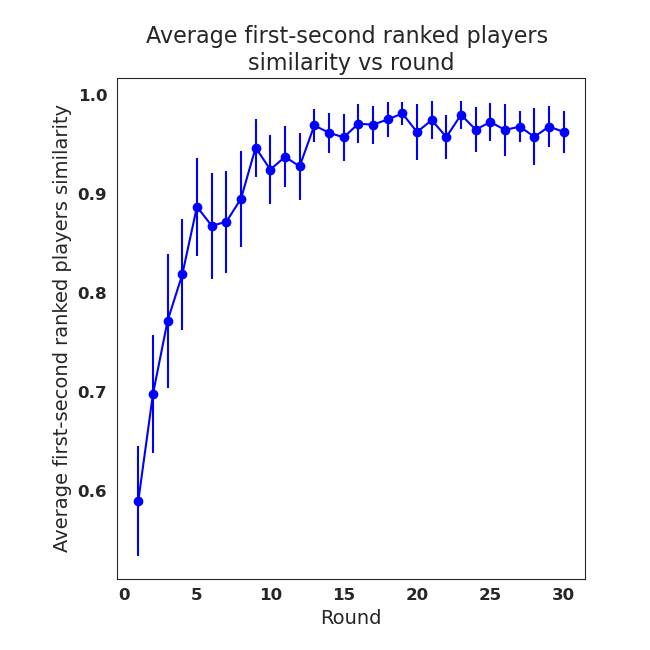 Average first-second ranked players
similarity vs round
Average first-second ranked players similarity
1.0
0.9
0.8
0.7
0.6
0 5 10 15 20 25 30
Round